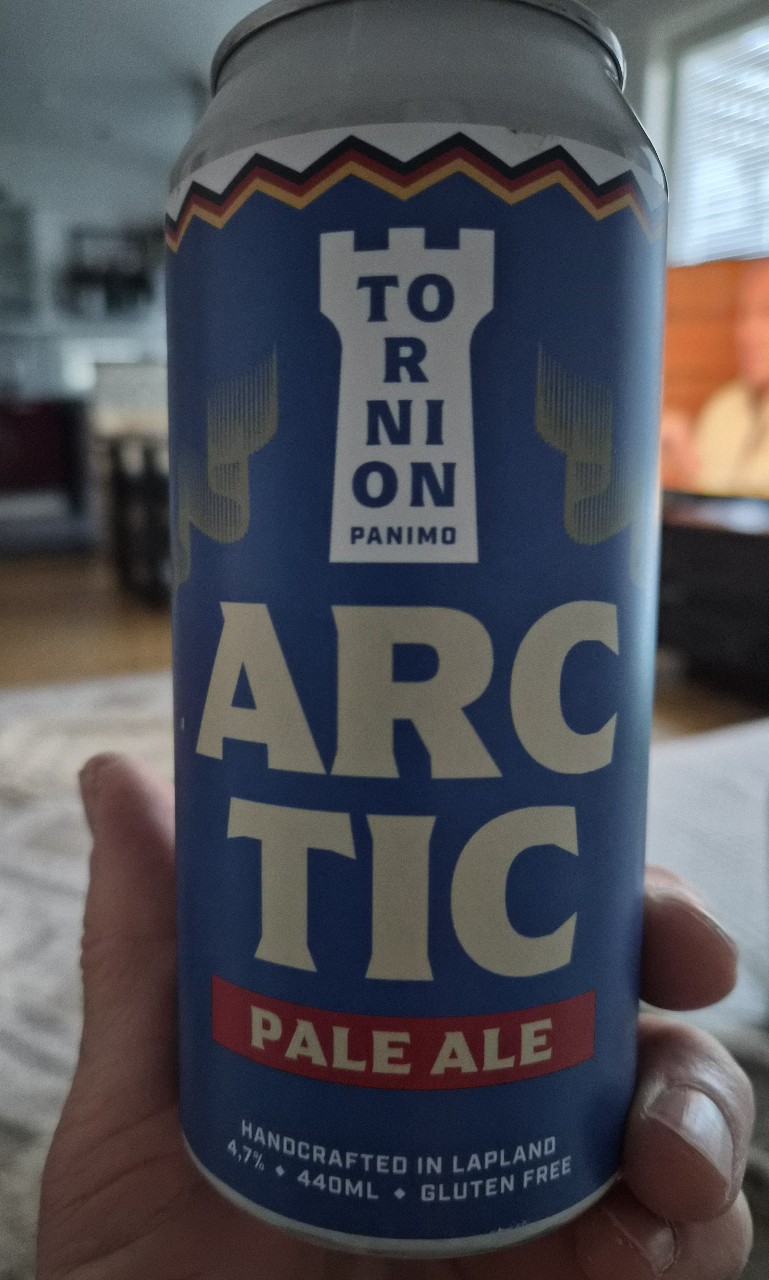 TO
R
NI
ON
PANIMO
ARC
TIC
PALE ALE
HANDCRAFTED IN LAPLAND
4,7% ◆ 440ML ◆ GLUTEN FREE